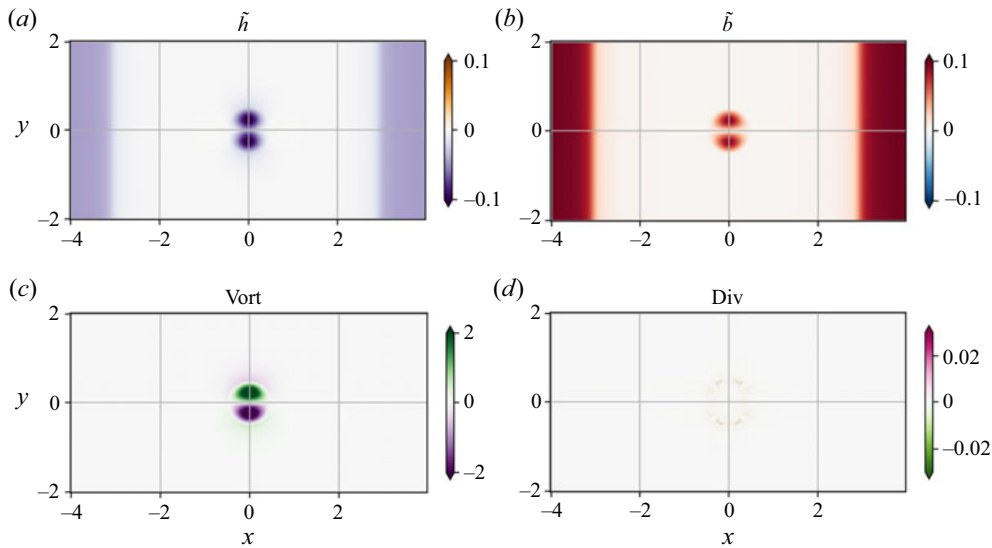 (a) h̃ (b) b̃
2 0.1 2 0.1
y 0 0 0 0
–2 –0.1 –2 –0.1
–4 –2 0 2 –4 –2 0 2
(c) Vort (d) Div
2 2 2 0.02
y 0 0 0 0
–2 –2 –2 –0.02
–4 –2 0 2 –4 –2 0 2
x x